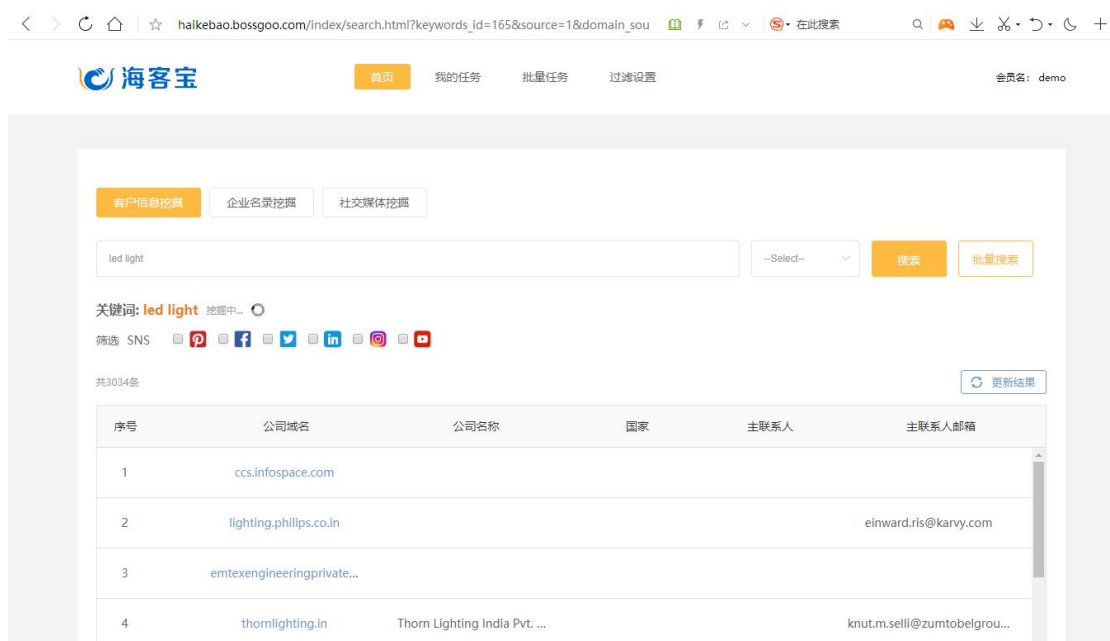 haikebao.bossgoo.com/index/search.html?keywords_id=165&source=1&domain_sou 在此搜索
海客宝 首页 我的任务 批量任务 过滤设置 会员名: demo
客户信息挖掘 企业名录挖掘 社交媒体挖掘
led light --Select-- 搜索 批量搜索
关键词: led light 挖掘中...
筛选 SNS
共3034条 更新结果
序号 公司域名 公司名称 国家 主联系人 主联系人邮箱
1 ccs.infospace.com
2 lighting.philips.co.in einward.ris@karvy.com
3 emtexengineeringprivate...
4 thornlighting.in Thorn Lighting India Pvt. ... knut.m.selli@zumtobelgrou...